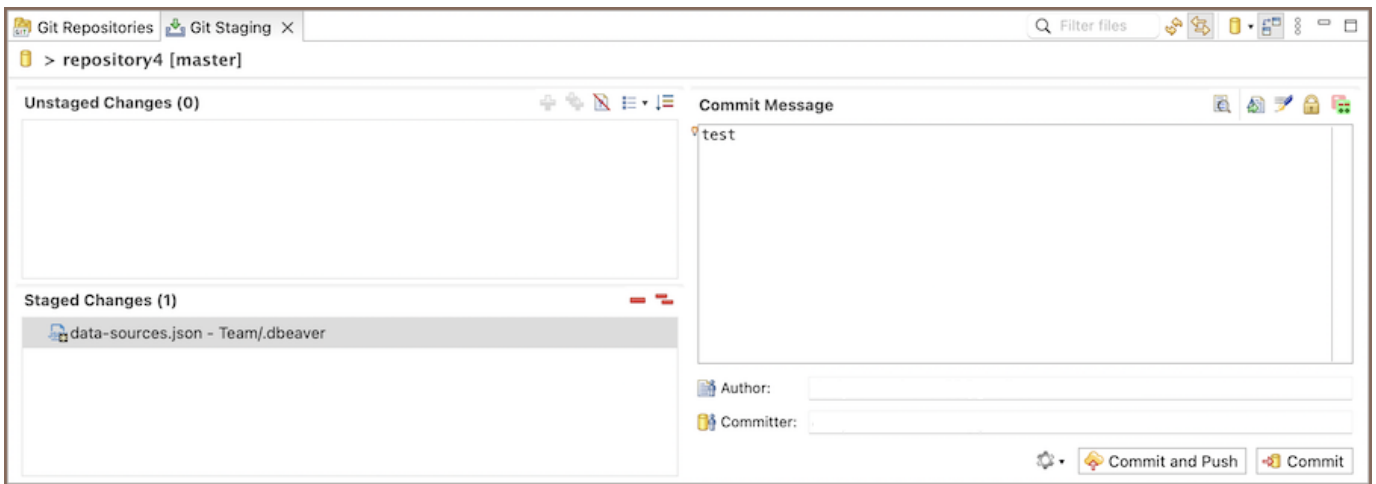 Git Repositories Git Staging
Filter files
> repository4 [master]
Unstaged Changes (0)
Commit Message
test
Staged Changes (1)
data-sources.json - Team/.dbeaver
Author:
Committer:
Commit and Push Commit